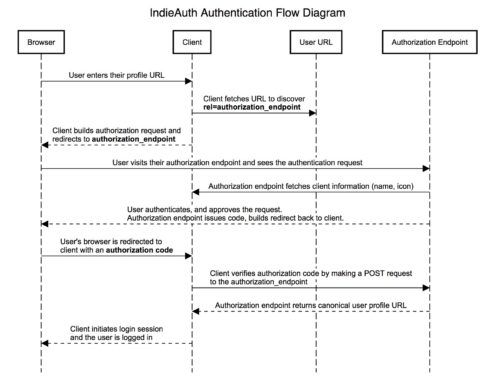 IndieAuth Authentication Flow Diagram
Browser
Client
User URL
Authorization Endpoint
User enters their profile URL
Client fetches URL to discover
rel=authorization_endpoint
Client builds authorization request and
redirects to authorization_endpoint
User visits their authorization endpoint and sees the authentication request
Authorization endpoint fetches client information (name, icon)
User authenticates, and approves the request.
Authorization endpoint issues code, builds redirect back to client.
User's browser is redirected to
client with an authorization code
Client verifies authorization code by making a POST request
to the authorization_endpoint
Authorization endpoint returns canonical user profile URL
Client initiates login session
and the user is logged in